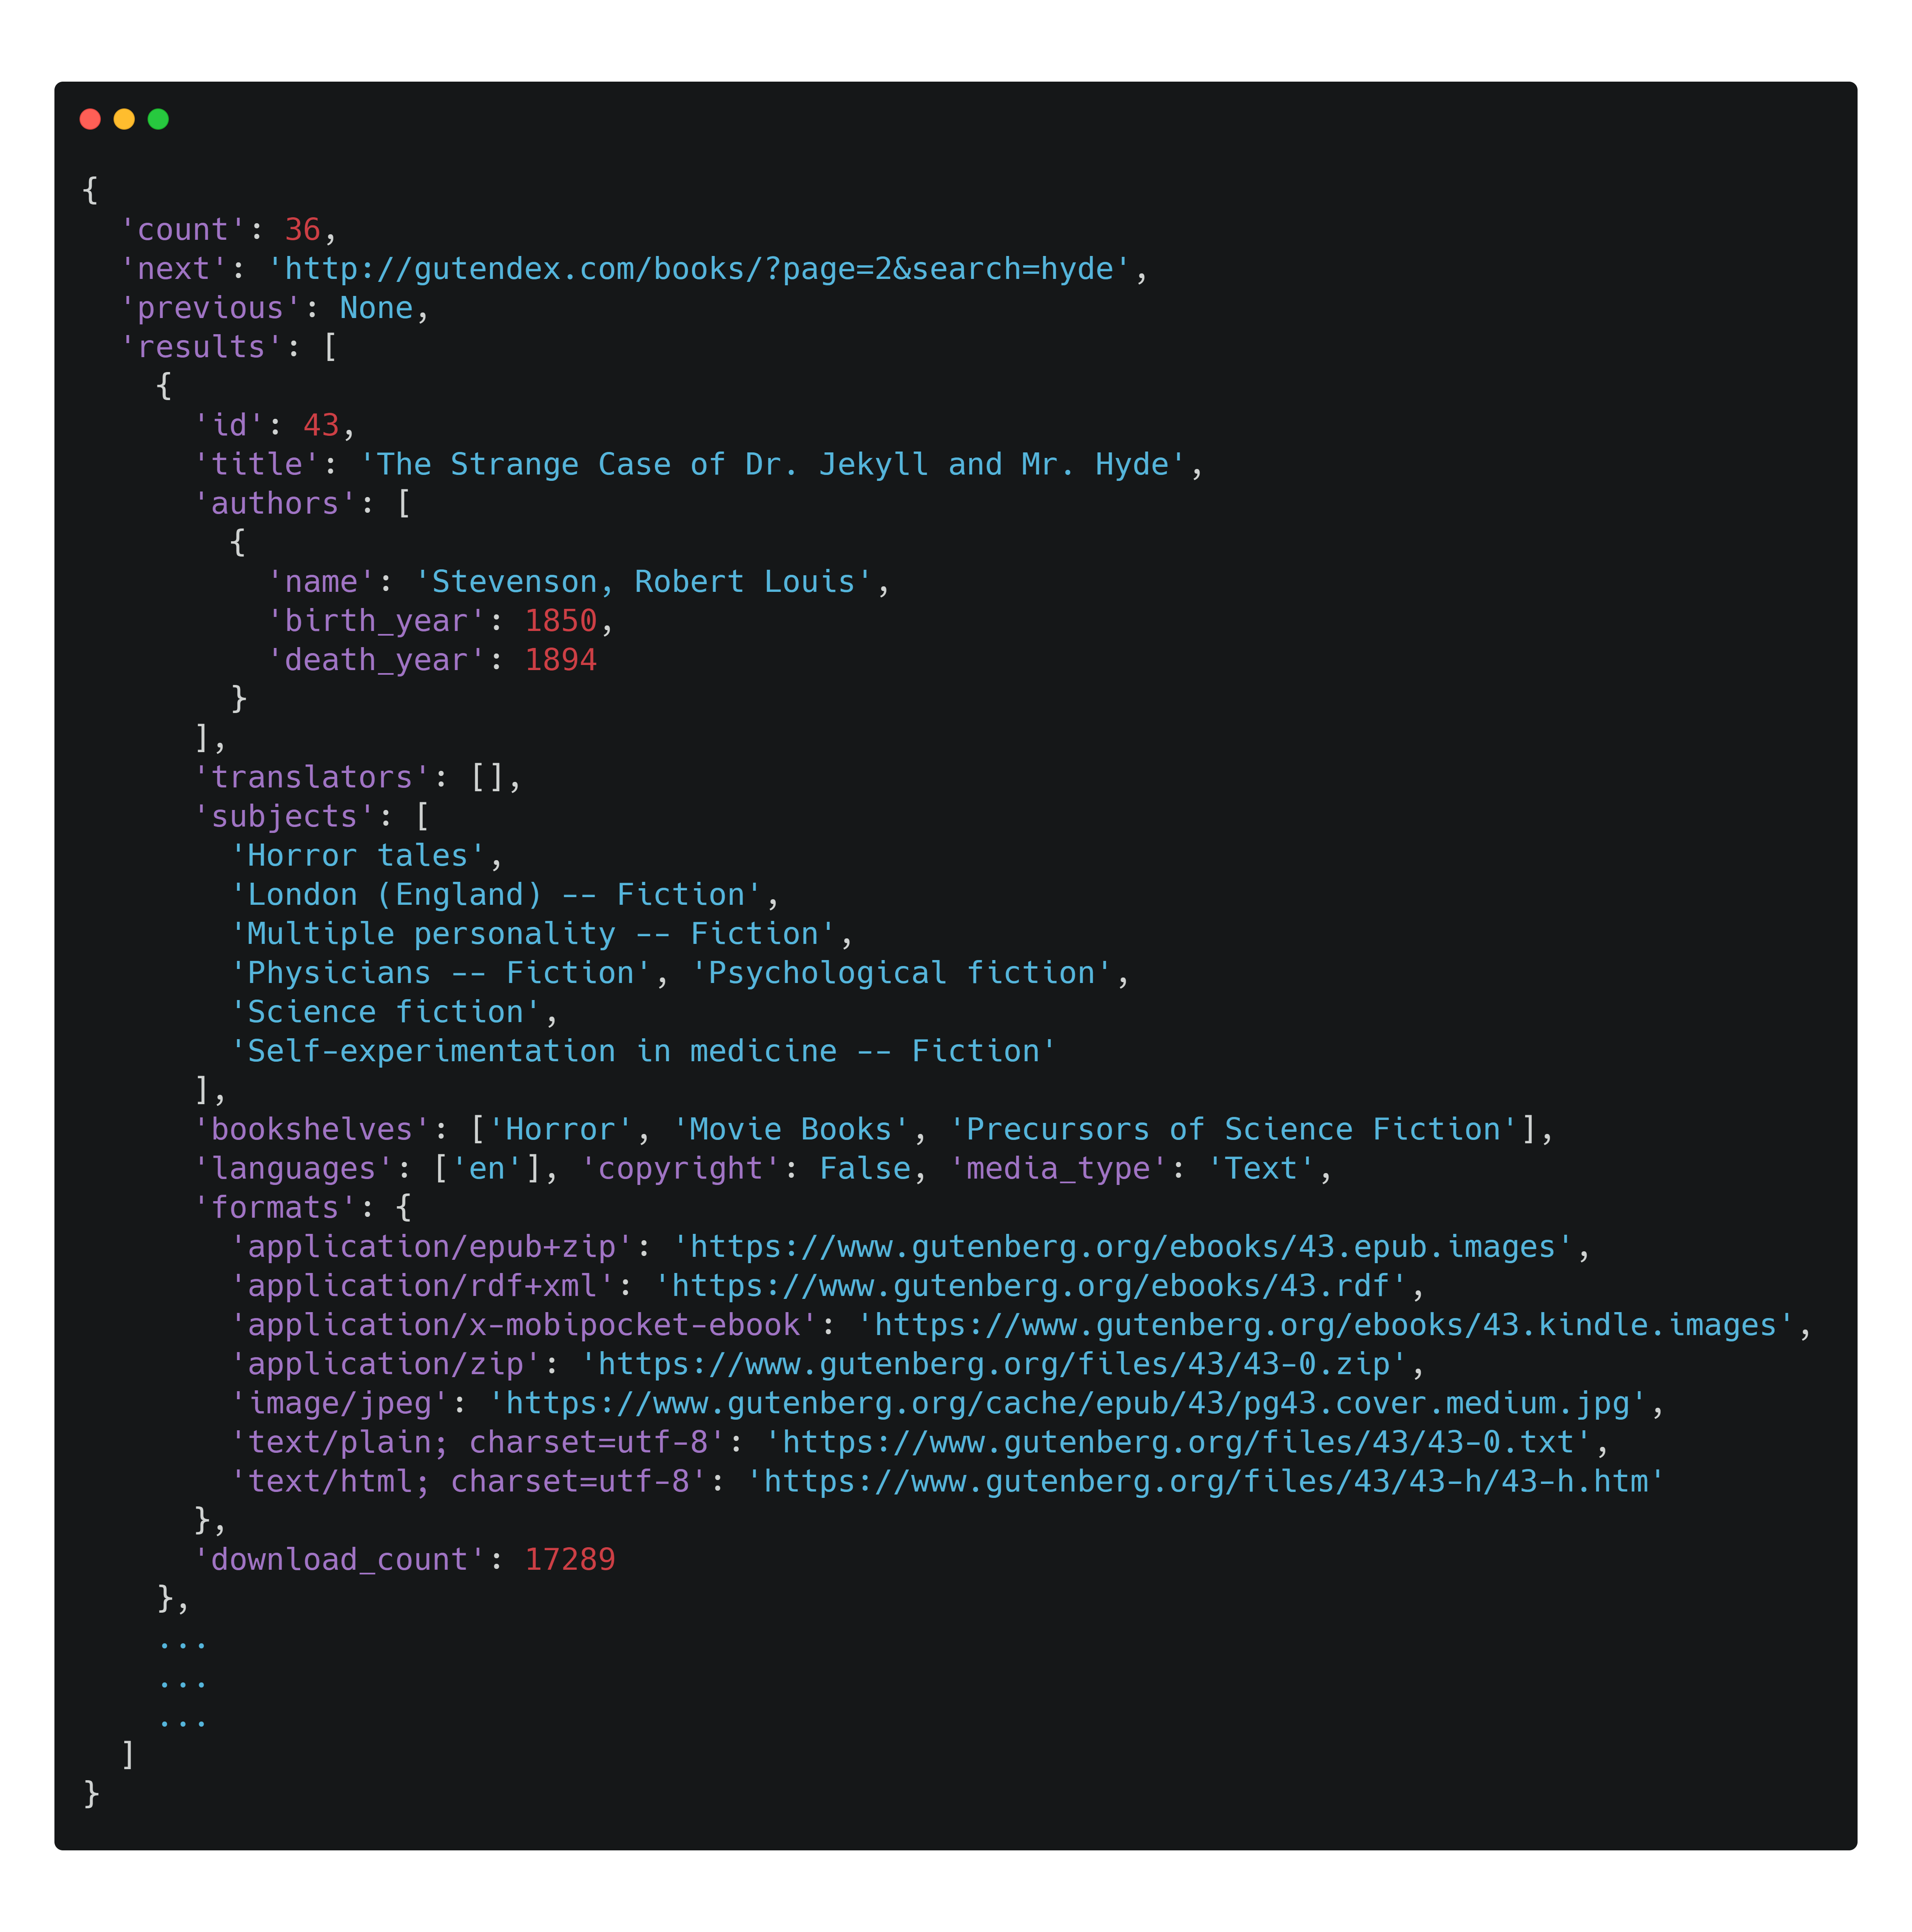 {
  'count': 36,
  'next': 'http://gutendex.com/books/?page=2&search=hyde',
  'previous': None,
  'results': [
    {
      'id': 43,
      'title': 'The Strange Case of Dr. Jekyll and Mr. Hyde',
      'authors': [
        {
          'name': 'Stevenson, Robert Louis',
          'birth_year': 1850,
          'death_year': 1894
        }
      ],
      'translators': [],
      'subjects': [
        'Horror tales',
        'London (England) -- Fiction',
        'Multiple personality -- Fiction',
        'Physicians -- Fiction', 'Psychological fiction',
        'Science fiction',
        'Self-experimentation in medicine -- Fiction'
      ],
      'bookshelves': ['Horror', 'Movie Books', 'Precursors of Science Fiction'],
      'languages': ['en'], 'copyright': False, 'media_type': 'Text',
      'formats': {
        'application/epub+zip': 'https://www.gutenberg.org/ebooks/43.epub.images',
        'application/rdf+xml': 'https://www.gutenberg.org/ebooks/43.rdf',
        'application/x-mobipocket-ebook': 'https://www.gutenberg.org/ebooks/43.kindle.images',
        'application/zip': 'https://www.gutenberg.org/files/43/43-0.zip',
        'image/jpeg': 'https://www.gutenberg.org/cache/epub/43/pg43.cover.medium.jpg',
        'text/plain; charset=utf-8': 'https://www.gutenberg.org/files/43/43-0.txt',
        'text/html; charset=utf-8': 'https://www.gutenberg.org/files/43/43-h/43-h.htm'
      },
      'download_count': 17289
    },
    ...
    ...
    ...
  ]
}